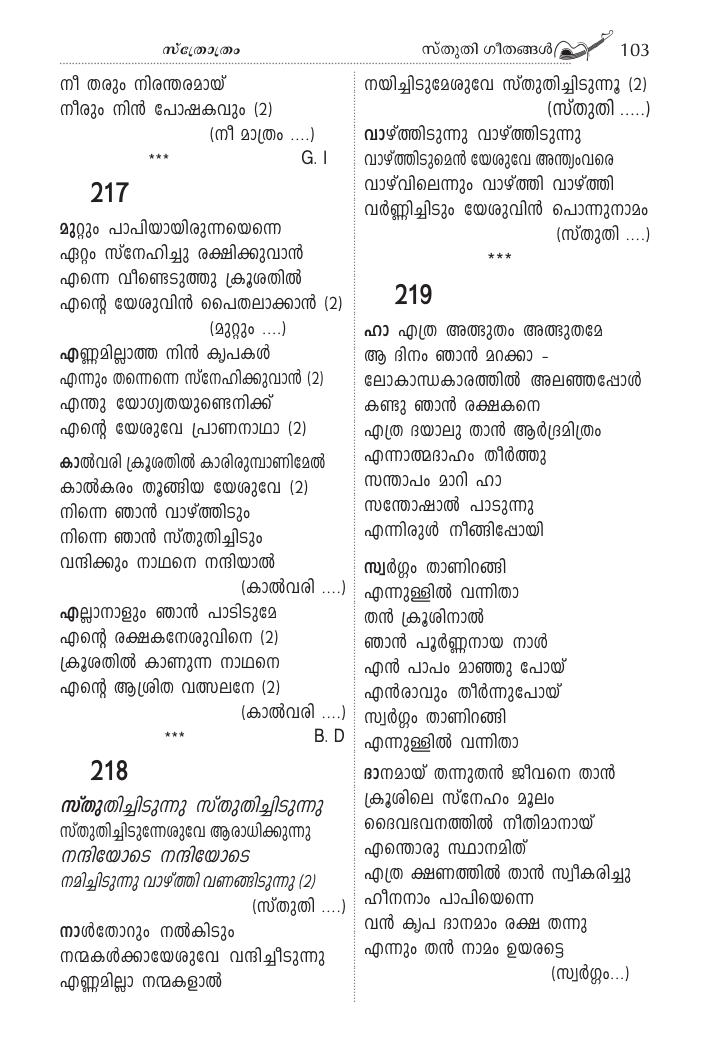 സ്ത്രോത്രം
സ്തുതി ഗീതങ്ങൾ 103
നീ തരും നിരന്തരമായ്
നീരും നിൻ പോഷകവും (2)
(നീ മാത്രം ....)
*** G. I
217
മുറ്റും പാപിയായിരുന്നയെന്നെ
ഏറ്റം സ്നേഹിച്ചു രക്ഷിക്കുവാൻ
എന്നെ വീണ്ടെടുത്തു ക്രൂശതിൽ
എന്റെ യേശുവിൻ പൈതലാക്കാൻ (2)
(മുറ്റും ....)
എണ്ണമില്ലാത്ത നിൻ കൃപകൾ
എന്നും തന്നെന്നെ സ്നേഹിക്കുവാൻ (2)
എന്തു യോഗ്യതയുണ്ടെനിക്ക്
എന്റെ യേശുവേ പ്രാണനാഥാ (2)
കാൽവരി ക്രൂശതിൽ കാരിരുമ്പാണിമേൽ
കാൽകരം തൂങ്ങിയ യേശുവേ (2)
നിന്നെ ഞാൻ വാഴ്ത്തിടും
നിന്നെ ഞാൻ സ്തുതിച്ചിടും
വന്ദിക്കും നാഥനെ നന്ദിയാൽ
(കാൽവരി ....)
എല്ലാനാളും ഞാൻ പാടിടുമേ
എന്റെ രക്ഷകനേശുവിനെ (2)
ക്രൂശതിൽ കാണുന്ന നാഥനെ
എന്റെ ആശ്രിത വത്സലനേ (2)
(കാൽവരി ....)
*** B. D
218
സ്തുതിച്ചിടുന്നു സ്തുതിച്ചിടുന്നു
സ്തുതിച്ചിടുന്നേശുവേ ആരാധിക്കുന്നു
നന്ദിയോടെ നന്ദിയോടെ
നമിച്ചിടുന്നു വാഴ്ത്തി വണങ്ങിടുന്നു (2)
(സ്തുതി ....)
നാൾതോറും നൽകിടും
നന്മകൾക്കായേശുവേ വന്ദിച്ചീടുന്നു
എണ്ണമില്ലാ നന്മകളാൽ
നയിച്ചിടുമേശുവേ സ്തുതിച്ചിടുന്നൂ (2)
(സ്തുതി .....)
വാഴ്ത്തിടുന്നു വാഴ്ത്തിടുന്നു
വാഴ്ത്തിടുമെൻ യേശുവേ അന്ത്യംവരെ
വാഴ്‌വിലെന്നും വാഴ്ത്തി വാഴ്ത്തി
വർണ്ണിച്ചിടും യേശുവിൻ പൊന്നുനാമം
(സ്തുതി ....)
***
219
ഹാ എത്ര അത്ഭുതം അത്ഭുതമേ
ആ ദിനം ഞാൻ മറക്കാ –
ലോകാന്ധകാരത്തിൽ അലഞ്ഞപ്പോൾ
കണ്ടു ഞാൻ രക്ഷകനെ
എത്ര ദയാലു താൻ ആർദ്രമിത്രം
എന്നാത്മദാഹം തീർത്തു
സന്താപം മാറി ഹാ
സന്തോഷാൽ പാടുന്നു
എന്നിരുൾ നീങ്ങിപ്പോയി
സ്വർഗ്ഗം താണിറങ്ങി
എന്നുള്ളിൽ വന്നിതാ
തൻ ക്രൂശിനാൽ
ഞാൻ പൂർണ്ണനായ നാൾ
എൻ പാപം മാഞ്ഞു പോയ്
എൻരാവും തീർന്നുപോയ്
സ്വർഗ്ഗം താണിറങ്ങി
എന്നുള്ളിൽ വന്നിതാ
ദാനമായ് തന്നുതൻ ജീവനെ താൻ
ക്രൂശിലെ സ്നേഹം മൂലം
ദൈവഭവനത്തിൽ നീതിമാനായ്
എന്തൊരു സ്ഥാനമിത്
എത്ര ക്ഷണത്തിൽ താൻ സ്വീകരിച്ചു
ഹീനനാം പാപിയെന്നെ
വൻ കൃപ ദാനമാം രക്ഷ തന്നു
എന്നും തൻ നാമം ഉയരട്ടെ
(സ്വർഗ്ഗം...)